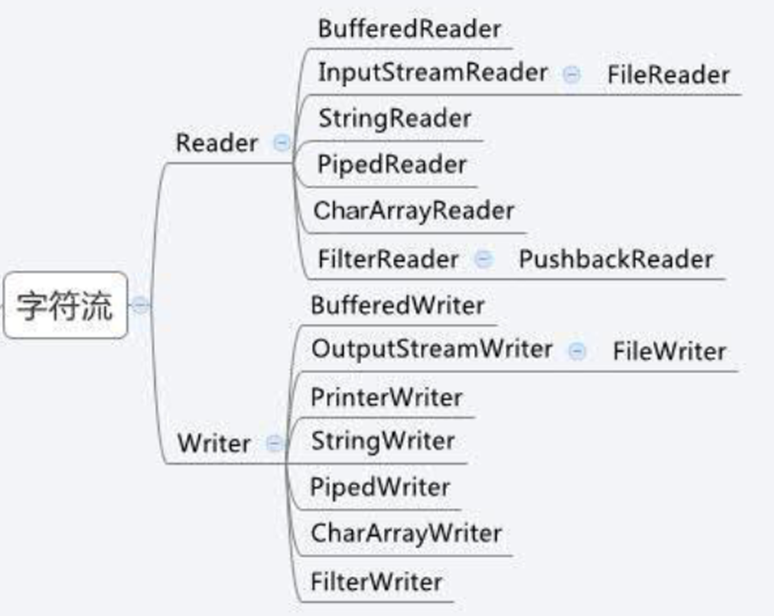 字符流
Reader
BufferedReader
InputStreamReader
FileReader
StringReader
PipedReader
CharArrayReader
FilterReader
PushbackReader
Writer
BufferedWriter
OutputStreamWriter
FileWriter
PrinterWriter
StringWriter
PipedWriter
CharArrayWriter
FilterWriter